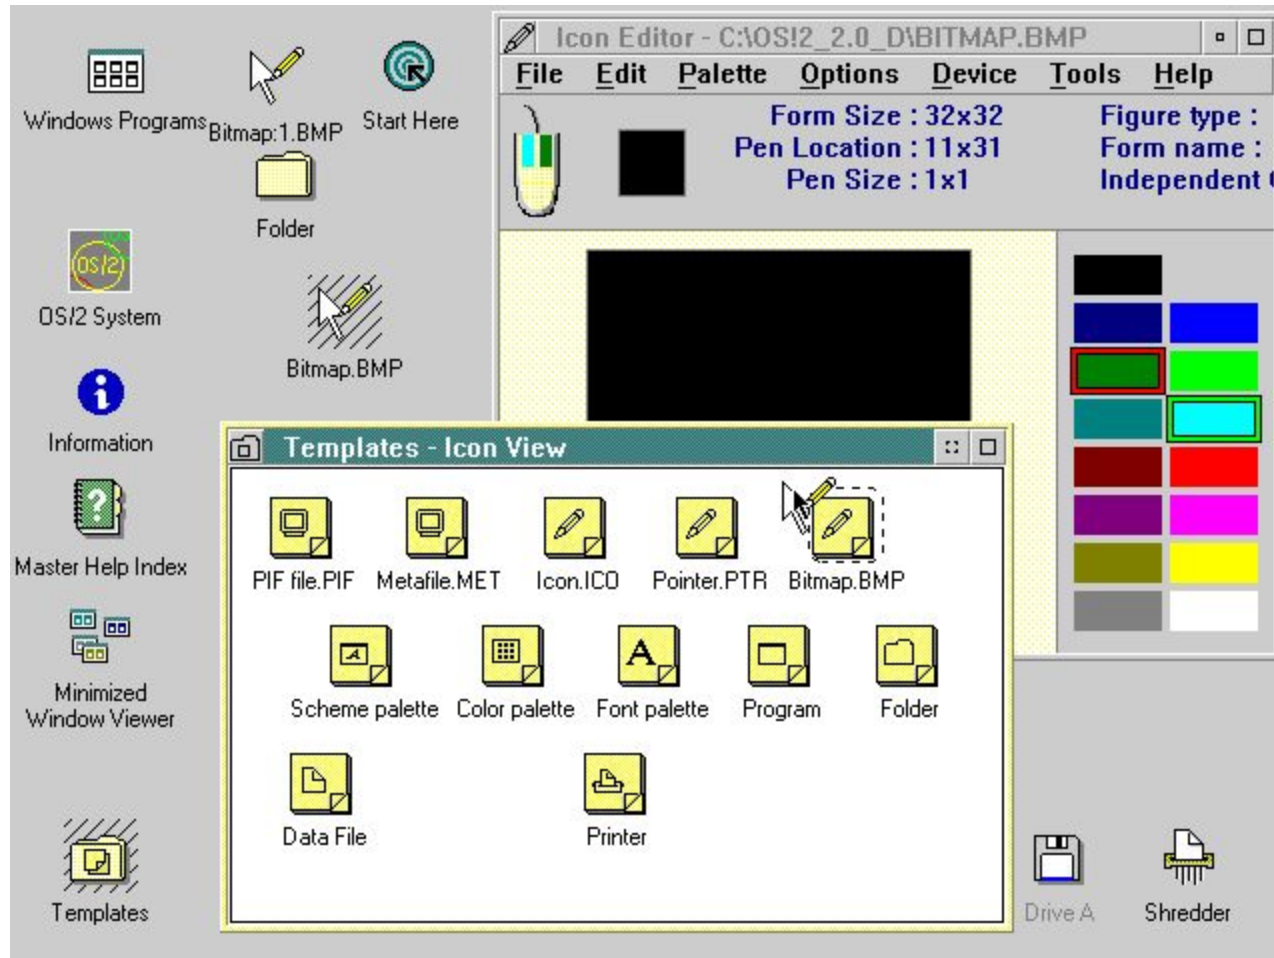 Windows Programs
Bitmap:1.BMP
Start Here
Folder
OS/2
OS/2 System
Bitmap.BMP
Information
Master Help Index
Minimized
Window Viewer
Templates
Icon Editor - C:\OS!2_2.0_D\BITMAP.BMP
File Edit Palette Options Device Tools Help
Form Size : 32x32
Pen Location : 11x31
Pen Size : 1x1
Figure type :
Form name :
Independent
Templates - Icon View
PIF file.PIF Metafile.MET Icon.ICO Pointer.PTR Bitmap.BMP
Scheme palette Color palette Font palette Program Folder
Data File Printer
Drive A
Shredder